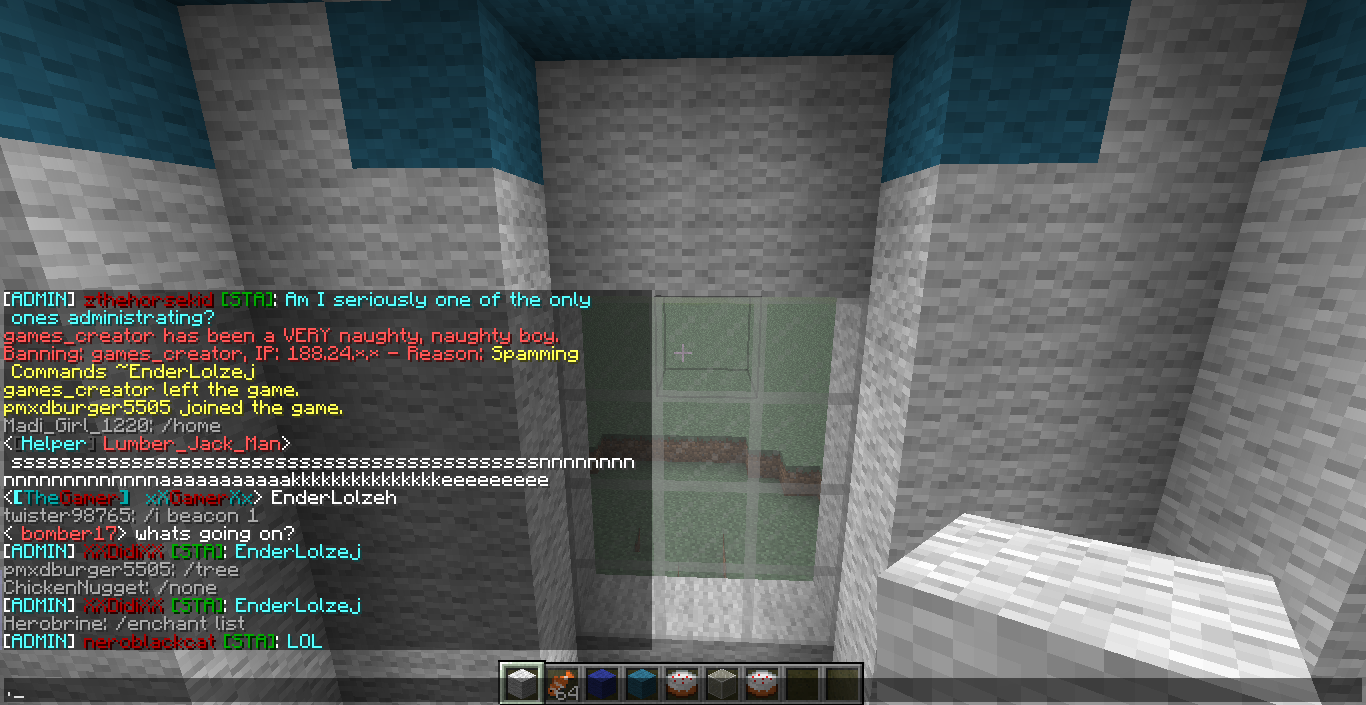 [ADMIN] zthehorsekid [STA]: Am I seriously one of the only
ones administrating?
games_creator has been a VERY naughty, naughty boy.
Banning: games_creator, IP: 188.24.×.× - Reason: Spamming
Commands ~EnderLolzej
games_creator left the game.
pmxdburger5505 joined the game.
Madi_Girl_1220: /home
<[Helper] Lumber_Jack_Man>
sssssssssssssssssssssssssssssssssssssssssssssssnnnnnnnn
nnnnnnnnnnnnnaaaaaaaaaaakkkkkkkkkkkkkkeeeeeeeee
<[TheGamer] xXGamerXx> EnderLolzeh
twister98765: /i beacon 1
< bomber17> whats going on?
[ADMIN] XXDidiXX [STA]: EnderLolzej
pmxdburger5505: /tree
ChickenNugget: /none
[ADMIN] XXDidiXX [STA]: EnderLolzej
Herobrine: /enchant list
[ADMIN] neroblackcat [STA]: LOL
64